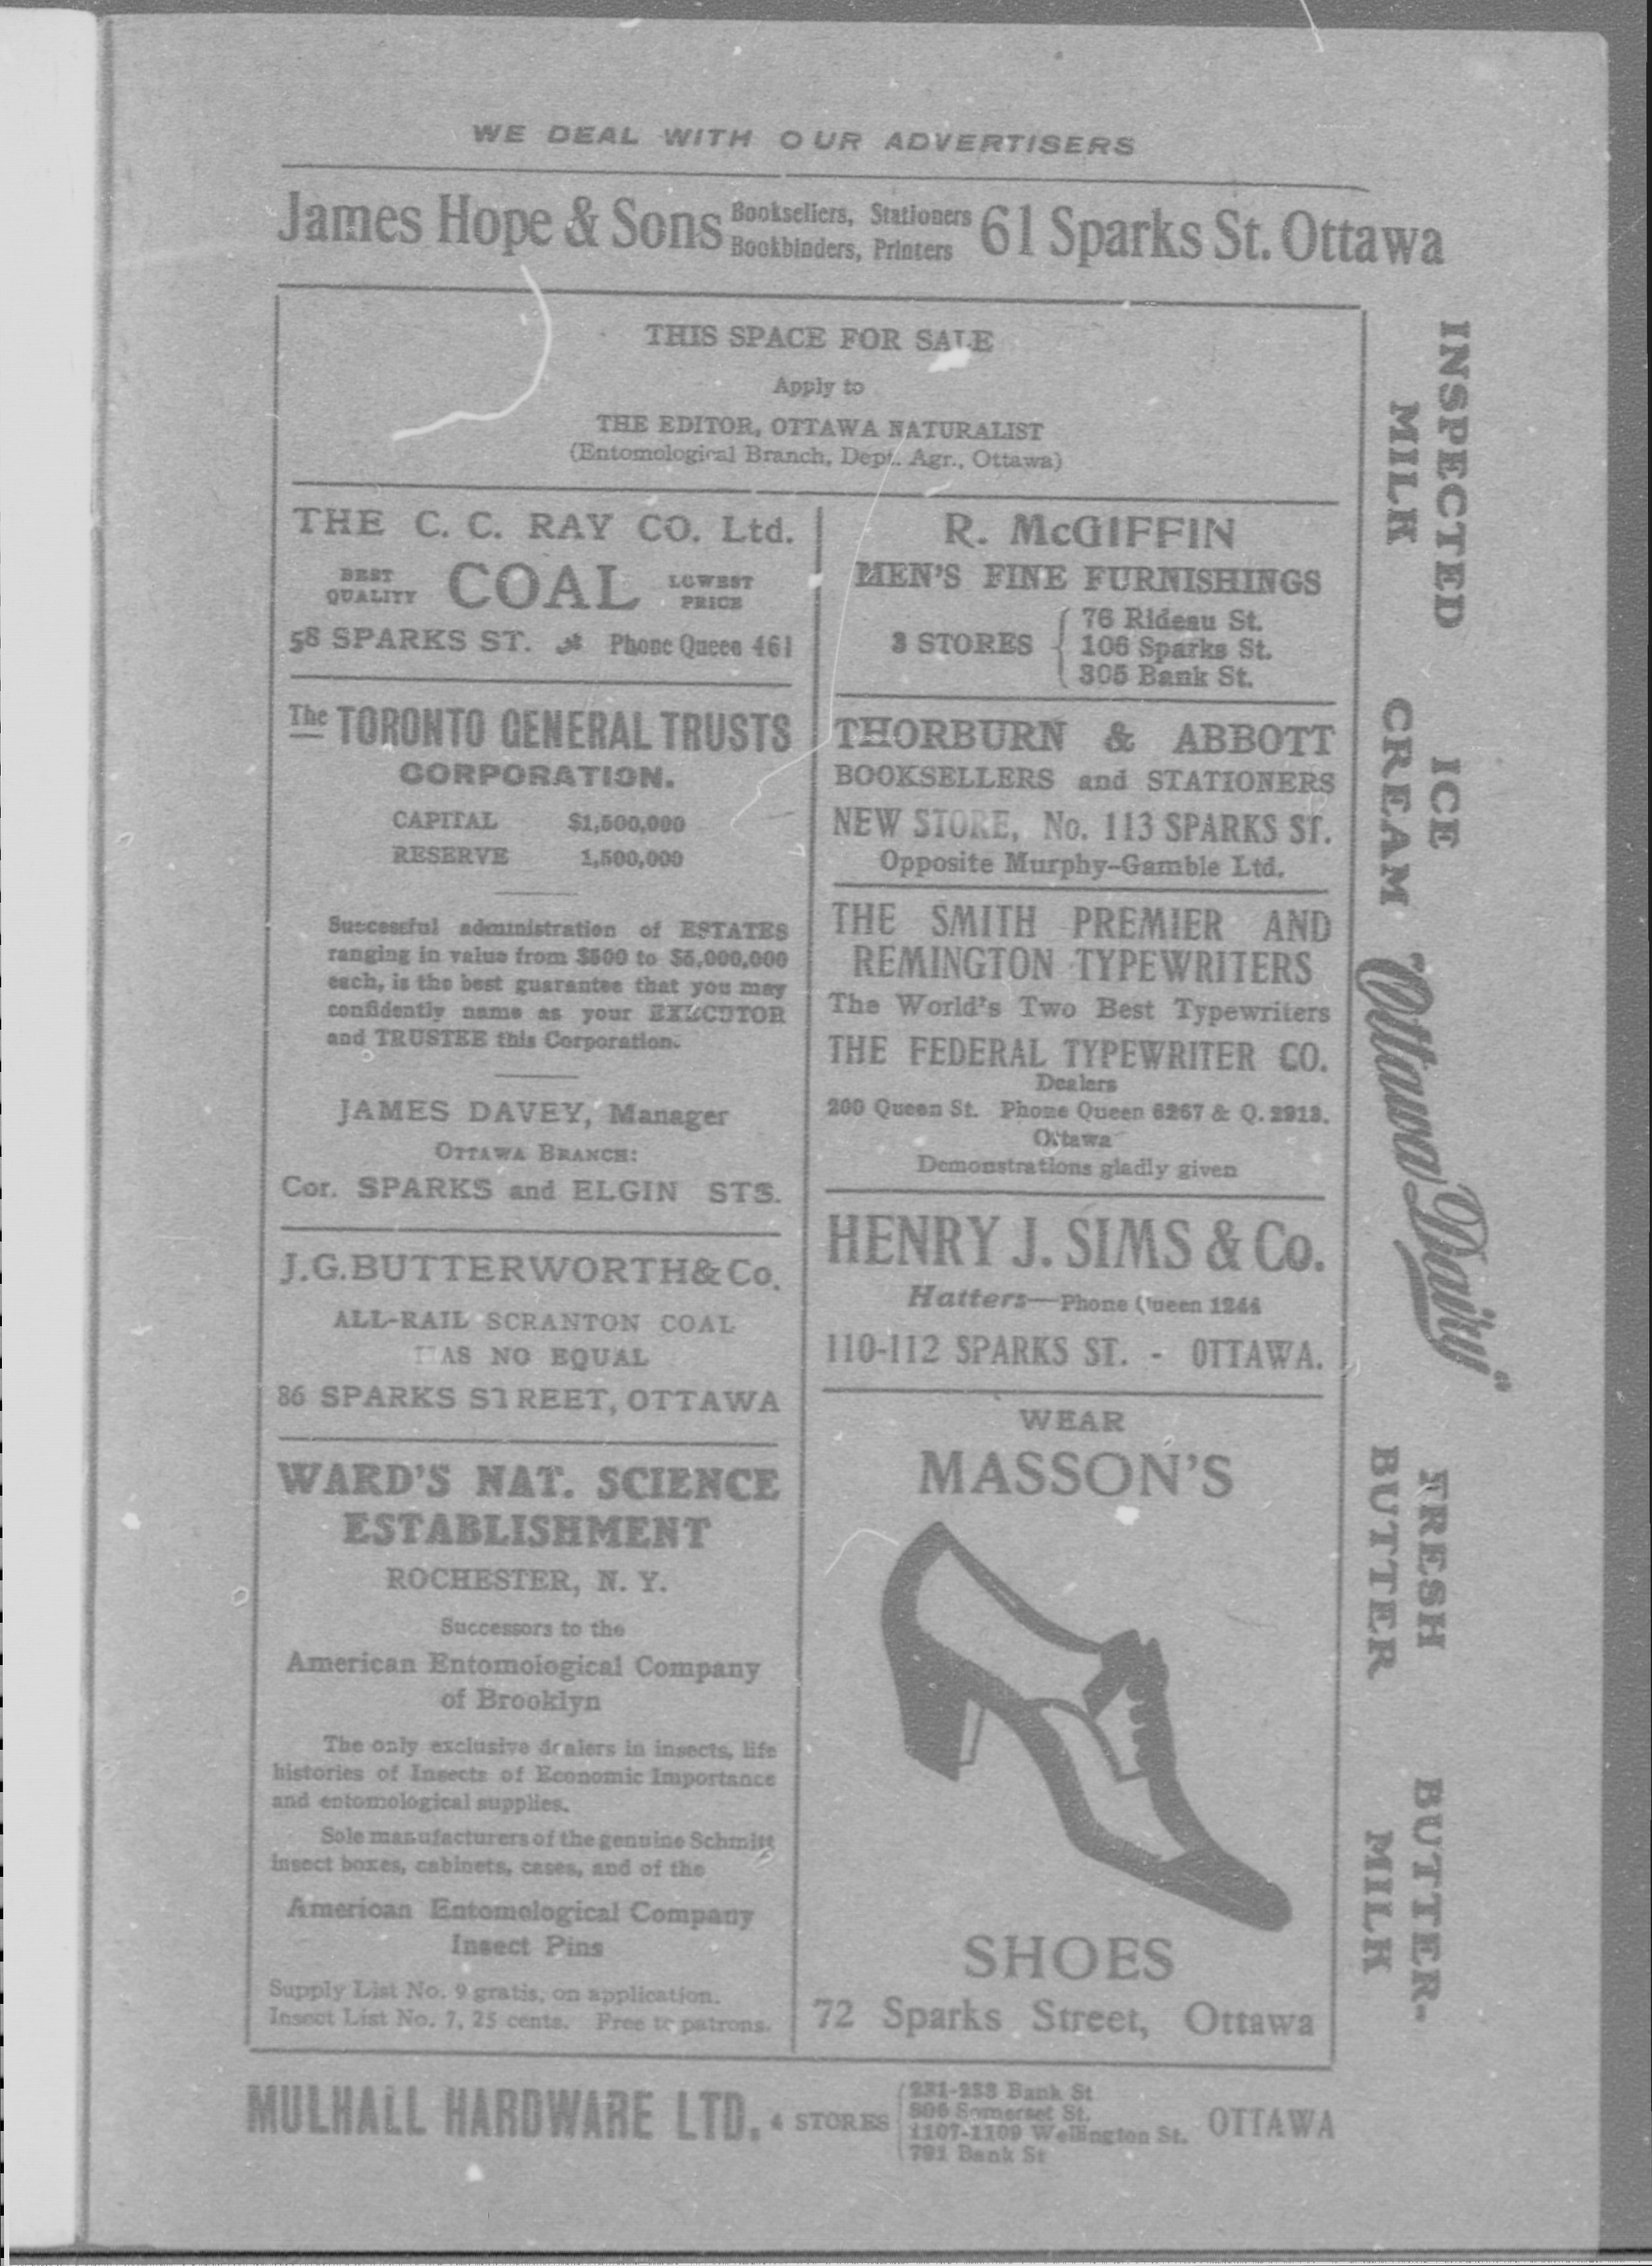 WE DEAL WITH OUR ADVERTISERS
James Hope & Sons Booksellers, Stationers 61 Sparks St. Ottawa
Bookbinders, Printers
THIS SPACE FOR SALE
Apply to
THE EDITOR, OTTAWA NATURALIST
(Entomological Branch, Dept. Agr., Ottawa)
THE C. C. RAY CO. Ltd.
BEST QUALITY COAL LOWEST PRICE
58 SPARKS ST. Phone Queen 461
The TORONTO GENERAL TRUSTS
CORPORATION.
CAPITAL $1,500,000
RESERVE 1,500,000
Successful administration of ESTATES
ranging in value from $500 to $5,000,000
each, is the best guarantee that you may
confidently name as your EXECUTOR
and TRUSTEE this Corporation.
JAMES DAVEY, Manager
OTTAWA BRANCH:
Cor. SPARKS and ELGIN STS.
J.G.BUTTERWORTH& Co.
ALL-RAIL SCRANTON COAL
HAS NO EQUAL
86 SPARKS STREET, OTTAWA
WARD'S NAT. SCIENCE
ESTABLISHMENT
ROCHESTER, N. Y.
Successors to the
American Entomological Company
of Brooklyn
The only exclusive dealers in insects, life
histories of Insects of Economic Importance
and entomological supplies.
Sole manufacturers of the genuine Schmitt
insect boxes, cabinets, cases, and of the
American Entomological Company
Insect Pins
Supply List No. 9 gratis, on application.
Insect List No. 7, 25 cents. Free to patrons.
R. McGIFFIN
MEN'S FINE FURNISHINGS
3 STORES
76 Rideau St.
106 Sparks St.
305 Bank St.
THORBURN & ABBOTT
BOOKSELLERS and STATIONERS
NEW STORE, No. 113 SPARKS ST.
Opposite Murphy-Gamble Ltd.
THE SMITH PREMIER AND
REMINGTON TYPEWRITERS
The World's Two Best Typewriters
THE FEDERAL TYPEWRITER CO.
Dealers
200 Queen St. Phone Queen 6267 & Q. 2913.
Ottawa
Demonstrations gladly given
HENRY J. SIMS & Co.
Hatters—Phone Queen 1244
110-112 SPARKS ST. - OTTAWA.
WEAR
MASSON'S
SHOES
72 Sparks Street, Ottawa
INSPECTED
MILK
ICE
CREAM
"Ottawa Dairy"
FRESH
BUTTER
BUTTER-
MILK
MULHALL HARDWARE LTD. 4 STORES
231-233 Bank St
806 Somerset St.
1107-1109 Wellington St.
791 Bank St
OTTAWA